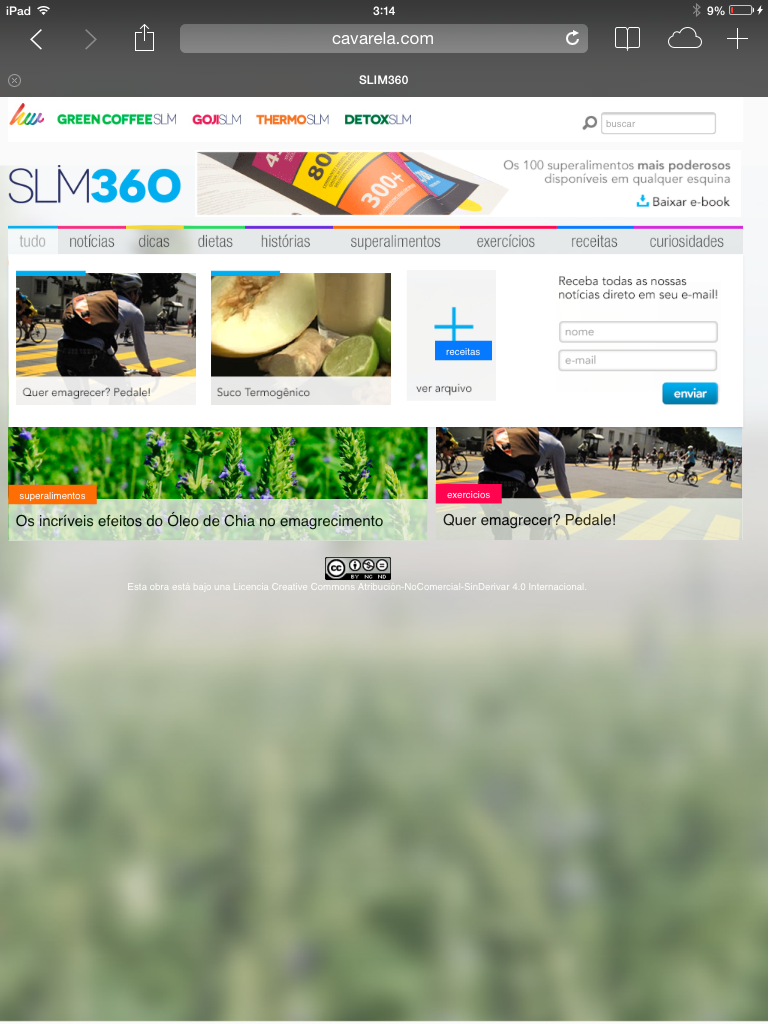 iPad 3:14 9%
cavarela.com
SLIM360
hw GREEN COFFEE SLM GOJI SLM THERMO SLM DETOX SLM buscar
SLM360
4
800
300+
Os 100 superalimentos mais poderosos
disponíveis em qualquer esquina
Baixar e-book
tudo notícias dicas dietas histórias superalimentos exercícios receitas curiosidades
Quer emagrecer? Pedale!
Suco Termogênico
receitas
ver arquivo
Receba todas as nossas
notícias direto em seu e-mail!
nome
e-mail
enviar
superalimentos
Os incríveis efeitos do Óleo de Chia no emagrecimento
exercicios
Quer emagrecer? Pedale!
cc BY NC ND
Esta obra está bajo una Licencia Creative Commons Atribución-NoComercial-SinDerivar 4.0 Internacional.